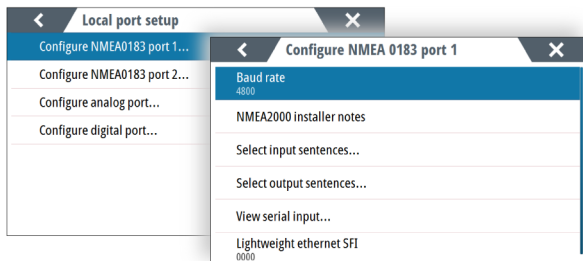 Local port setup
Configure NMEA0183 port 1...
Configure NMEA0183 port 2...
Configure analog port...
Configure digital port...
Configure NMEA 0183 port 1
Baud rate
4800
NMEA2000 installer notes
Select input sentences...
Select output sentences...
View serial input...
Lightweight ethernet SFI
0000